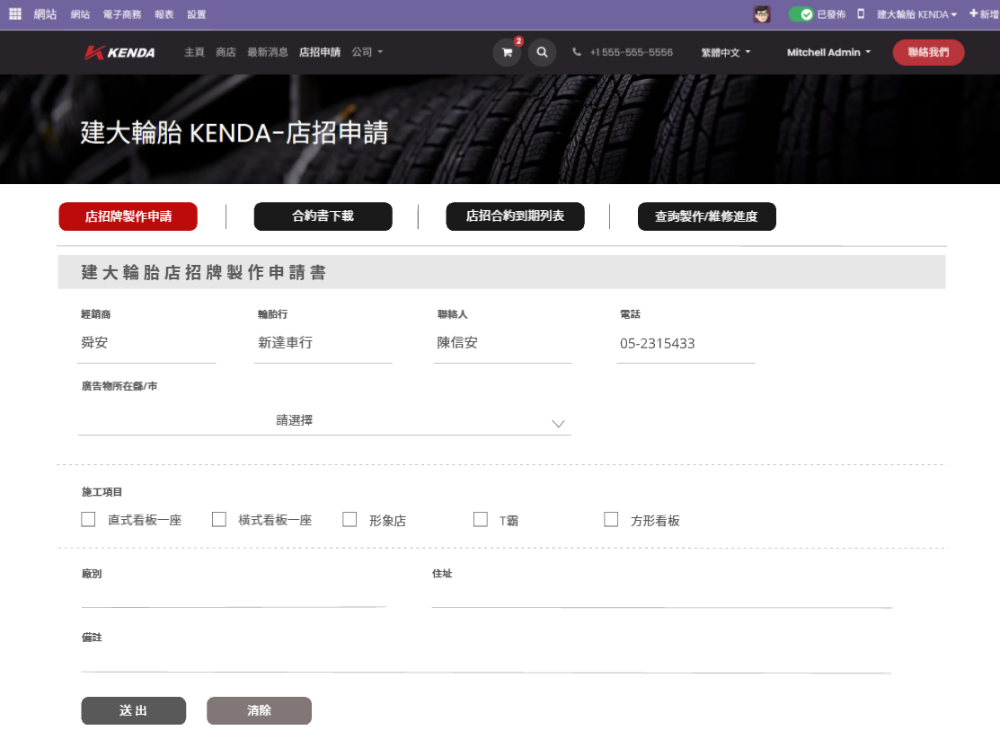 網站 網站 電子商務 報表 設置 已發佈 建大輪胎 KENDA 新增
KENDA 主頁 商店 最新消息 店招申請 公司 2 +1 555-555-5556 繁體中文 Mitchell Admin 聯絡我們
建大輪胎 KENDA-店招申請
店招牌製作申請 合約書下載 店招合約到期列表 查詢製作/維修進度
建大輪胎店招牌製作申請書
經銷商 輪胎行 聯絡人 電話
舜安 新達車行 陳信安 05-2315433
廣告物所在縣/市
請選擇
施工項目
直式看板一座 橫式看板一座 形象店 T霸 方形看板
廠別 住址
備註
送出 清除